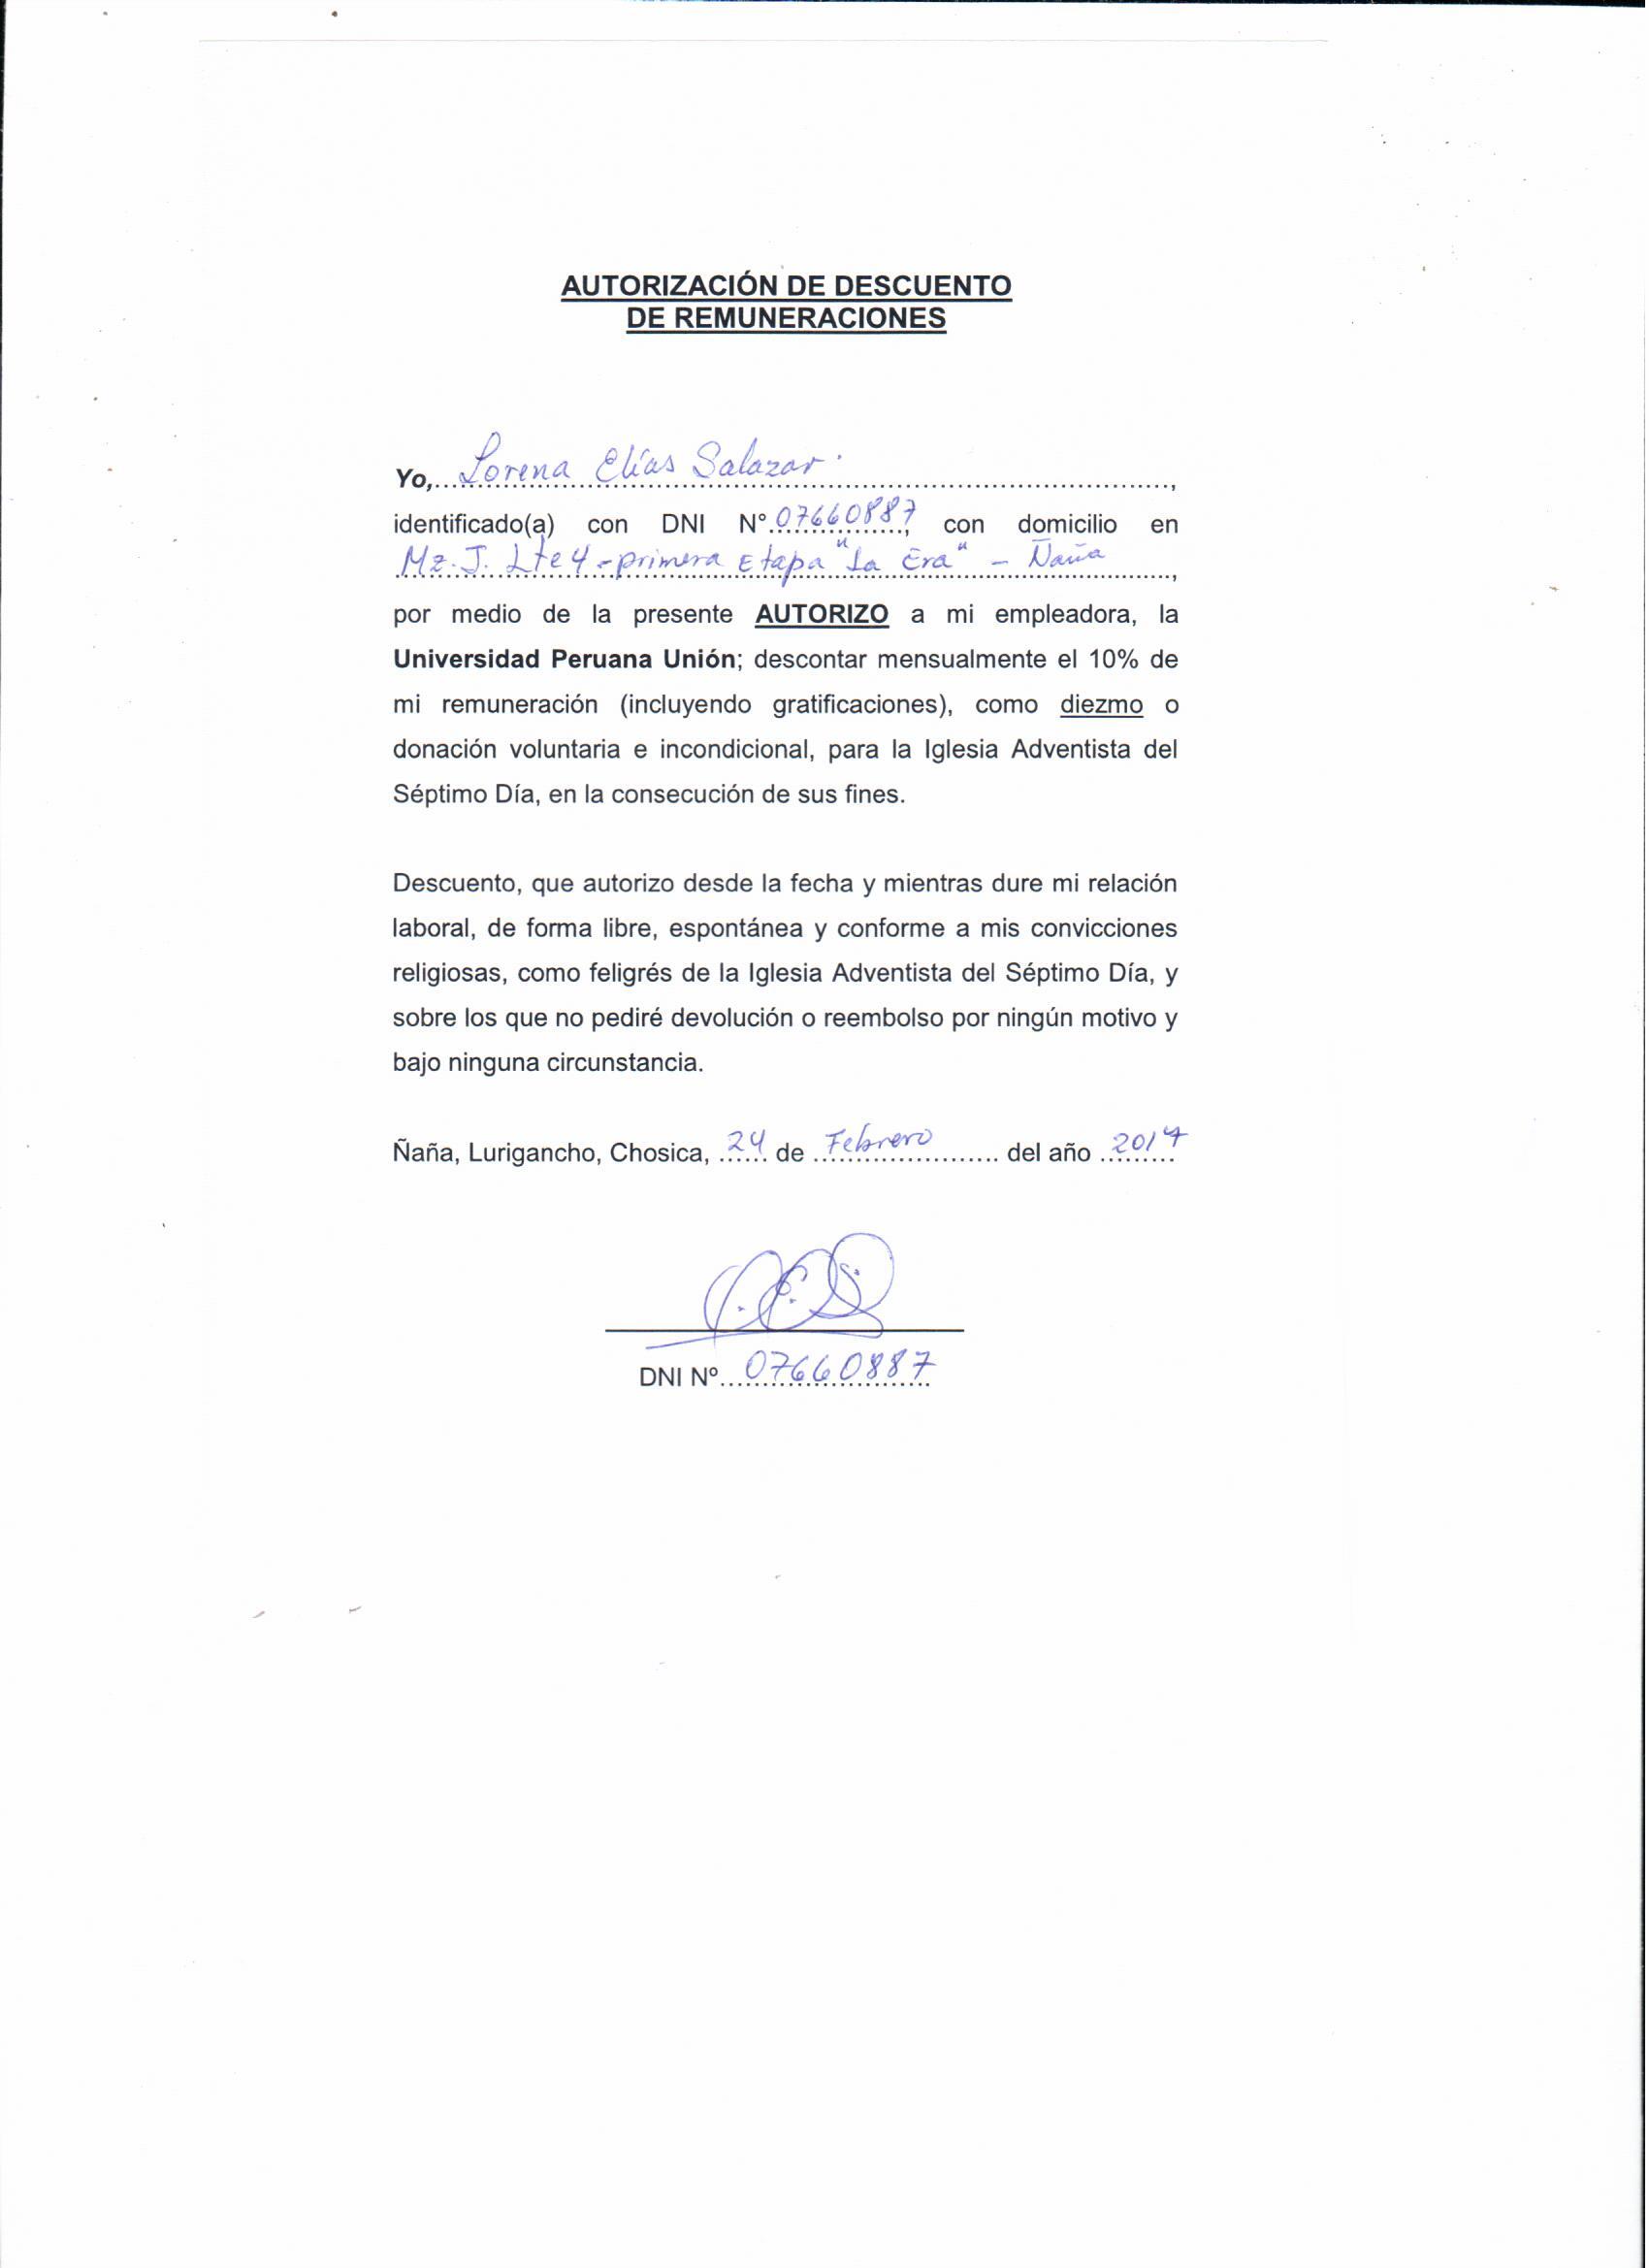 AUTORIZACIÓN DE DESCUENTO
DE REMUNERACIONES
Yo, Lorena Elías Salazar.
identificado(a) con DNI N° 07660887, con domicilio en
Mz. J. Lte 4 - primera Etapa "La Era" - Ñaña,
por medio de la presente AUTORIZO a mi empleadora, la
Universidad Peruana Unión; descontar mensualmente el 10% de
mi remuneración (incluyendo gratificaciones), como diezmo o
donación voluntaria e incondicional, para la Iglesia Adventista del
Séptimo Día, en la consecución de sus fines.
Descuento, que autorizo desde la fecha y mientras dure mi relación
laboral, de forma libre, espontánea y conforme a mis convicciones
religiosas, como feligrés de la Iglesia Adventista del Séptimo Día, y
sobre los que no pediré devolución o reembolso por ningún motivo y
bajo ninguna circunstancia.
Ñaña, Lurigancho, Chosica, 24 de Febrero del año 2017
DNI Nº 07660887